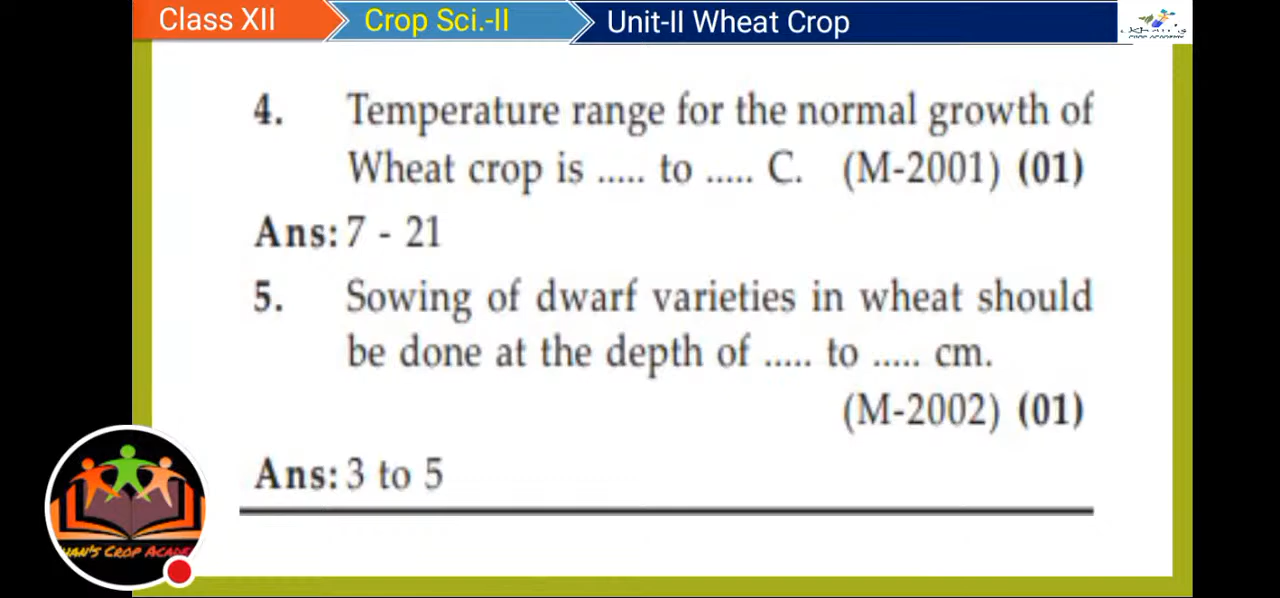 Class XII
Crop Sci.-II
Unit-II Wheat Crop
4. Temperature range for the normal growth of
Wheat crop is ..... to ..... C. (M-2001) (01)
Ans: 7 - 21
5. Sowing of dwarf varieties in wheat should
be done at the depth of ..... to ..... cm.
(M-2002) (01)
Ans: 3 to 5
CROP ACADE